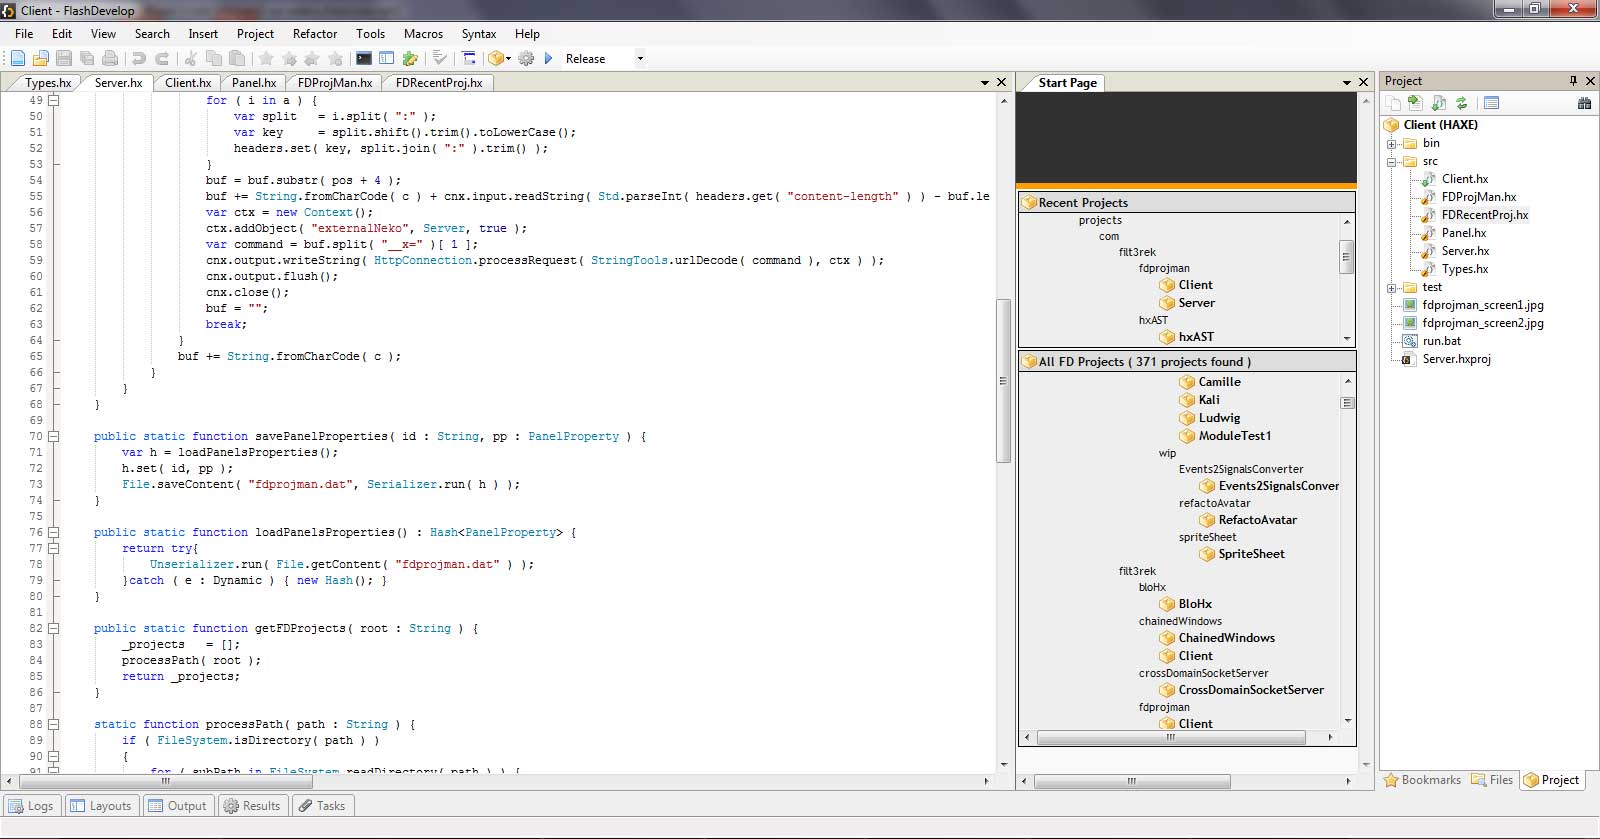 Client - FlashDevelop
File Edit View Search Insert Project Refactor Tools Macros Syntax Help
Release
Types.hx Server.hx Client.hx Panel.hx FDProjMan.hx FDRecentProj.hx
49 for ( i in a ) {
50 var split   = i.split( ":" );
51 var key     = split.shift().trim().toLowerCase();
52 headers.set( key, split.join( ":" ).trim() );
53 }
54 buf = buf.substr( pos + 4 );
55 buf += String.fromCharCode( c ) + cnx.input.readString( Std.parseInt( headers.get( "content-length" ) ) - buf.le
56 var ctx = new Context();
57 ctx.addObject( "externalNeko", Server, true );
58 var command = buf.split( "__x=" )[ 1 ];
59 cnx.output.writeString( HttpConnection.processRequest( StringTools.urlDecode( command ), ctx ) );
60 cnx.output.flush();
61 cnx.close();
62 buf = "";
63 break;
64 }
65 buf += String.fromCharCode( c );
66 }
67 }
68 }
69
70 public static function savePanelProperties( id : String, pp : PanelProperty ) {
71 var h = loadPanelsProperties();
72 h.set( id, pp );
73 File.saveContent( "fdprojman.dat", Serializer.run( h ) );
74 }
75
76 public static function loadPanelsProperties() : Hash<PanelProperty> {
77 return try{
78 Unserializer.run( File.getContent( "fdprojman.dat" ) );
79 }catch ( e : Dynamic ) { new Hash(); }
80 }
81
82 public static function getFDProjects( root : String ) {
83 _projects   = [];
84 processPath( root );
85 return _projects;
86 }
87
88 static function processPath( path : String ) {
89 if ( FileSystem.isDirectory( path ) )
90 {
91 for ( subPath in FileSystem.readDirectory( path ) ) {
Start Page
Recent Projects
projects
com
filt3rek
fdprojman
Client
Server
hxAST
hxAST
All FD Projects ( 371 projects found )
Camille
Kali
Ludwig
ModuleTest1
wip
Events2SignalsConverter
Events2SignalsConver
refactoAvatar
RefactoAvatar
spriteSheet
SpriteSheet
filt3rek
bloHx
BloHx
chainedWindows
ChainedWindows
Client
crossDomainSocketServer
CrossDomainSocketServer
fdprojman
Client
Project
Client (HAXE)
bin
src
Client.hx
FDProjMan.hx
FDRecentProj.hx
Panel.hx
Server.hx
Types.hx
test
fdprojman_screen1.jpg
fdprojman_screen2.jpg
run.bat
Server.hxproj
Bookmarks Files Project
Logs Layouts Output Results Tasks